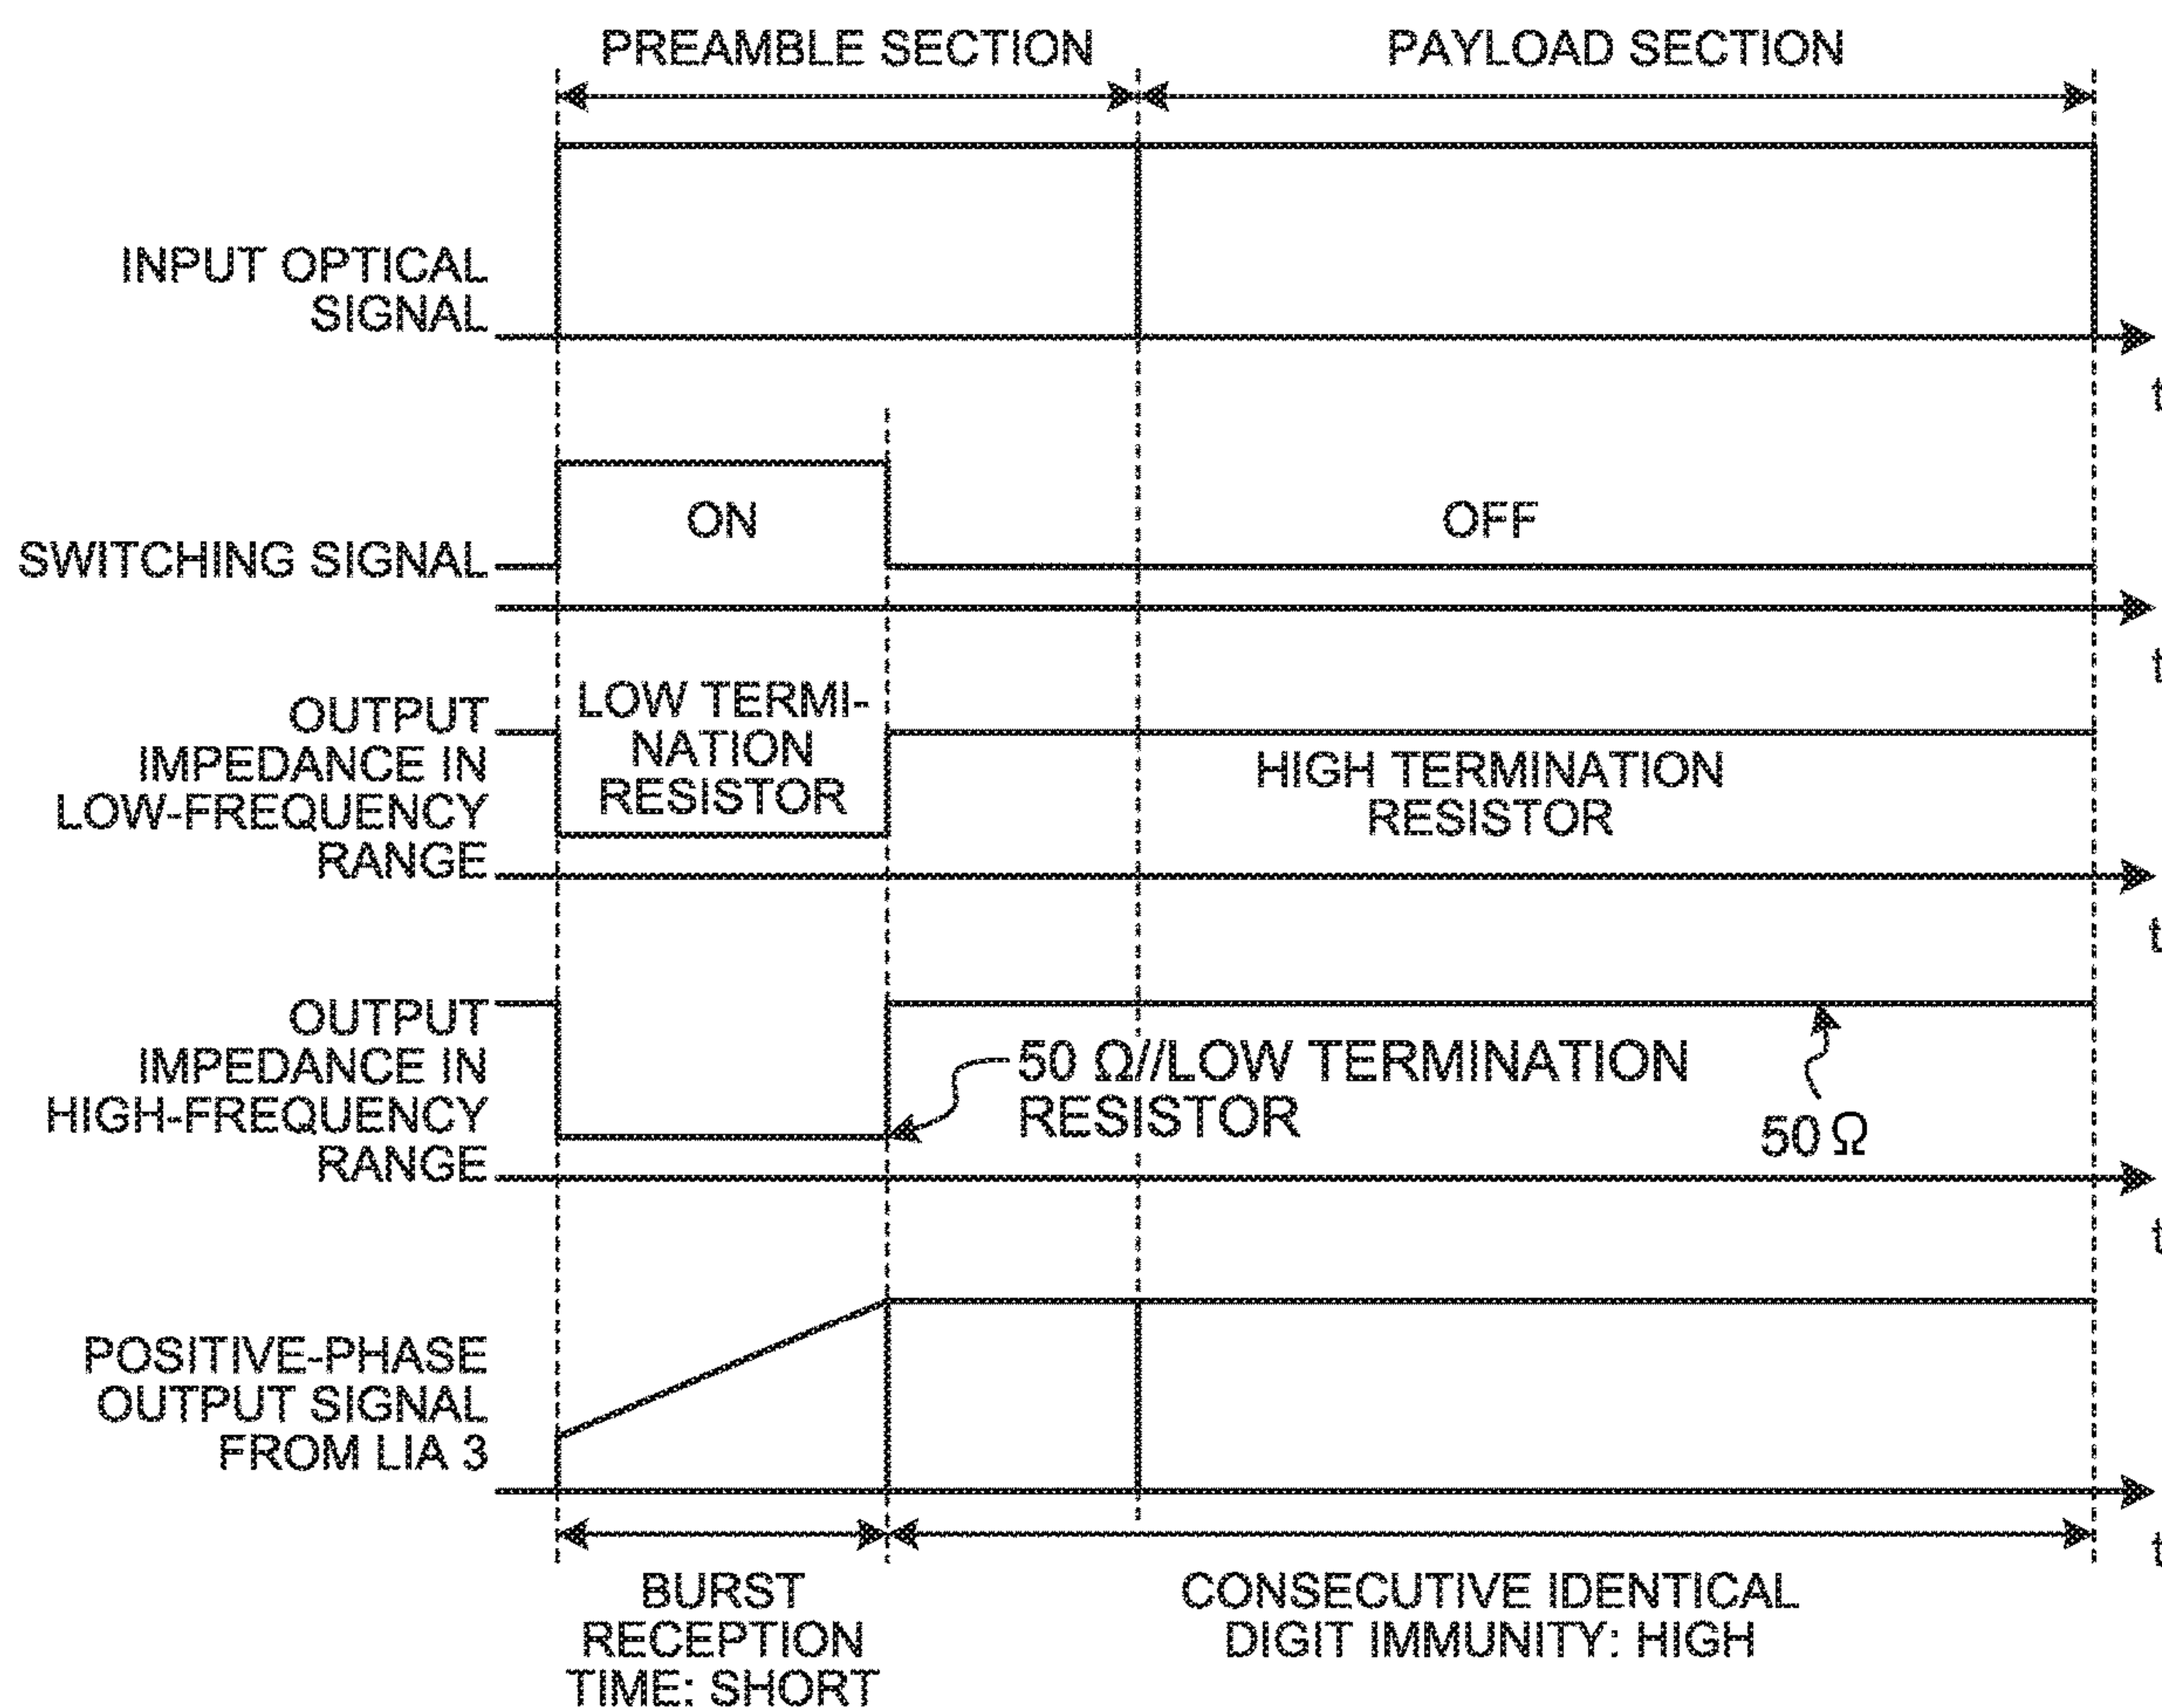 PREAMBLE SECTION
PAYLOAD SECTION
INPUT OPTICAL
SIGNAL
t
ON
OFF
SWITCHING SIGNAL
t
OUTPUT
IMPEDANCE IN
LOW-FREQUENCY
RANGE
LOW TERMI-
NATION
RESISTOR
HIGH TERMINATION
RESISTOR
t
OUTPUT
IMPEDANCE IN
HIGH-FREQUENCY
RANGE
50 Ω//LOW TERMINATION
RESISTOR
50 Ω
t
POSITIVE-PHASE
OUTPUT SIGNAL
FROM LIA 3
t
BURST
RECEPTION
TIME: SHORT
CONSECUTIVE IDENTICAL
DIGIT IMMUNITY: HIGH